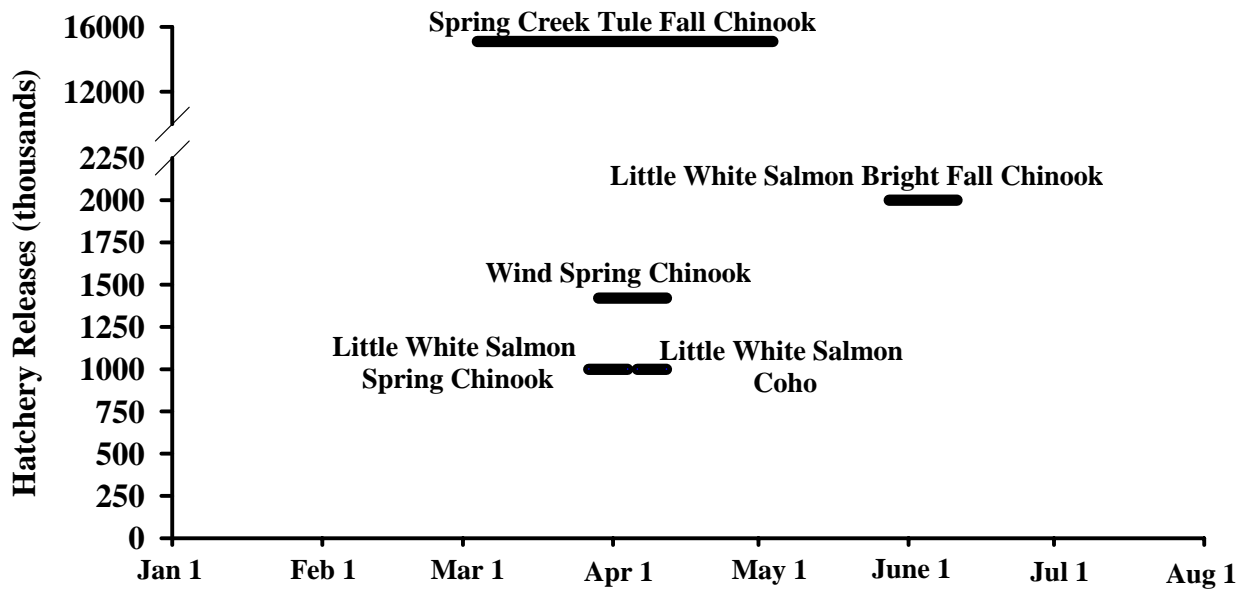 Spring Creek Tule Fall Chinook
16000
12000
2250
Little White Salmon Bright Fall Chinook
2000
1750
Wind Spring Chinook
1500
1250
Little White Salmon
Spring Chinook
Little White Salmon
Coho
1000
750
500
250
0
Hatchery Releases (thousands)
Jan 1
Feb 1
Mar 1
Apr 1
May 1
June 1
Jul 1
Aug 1